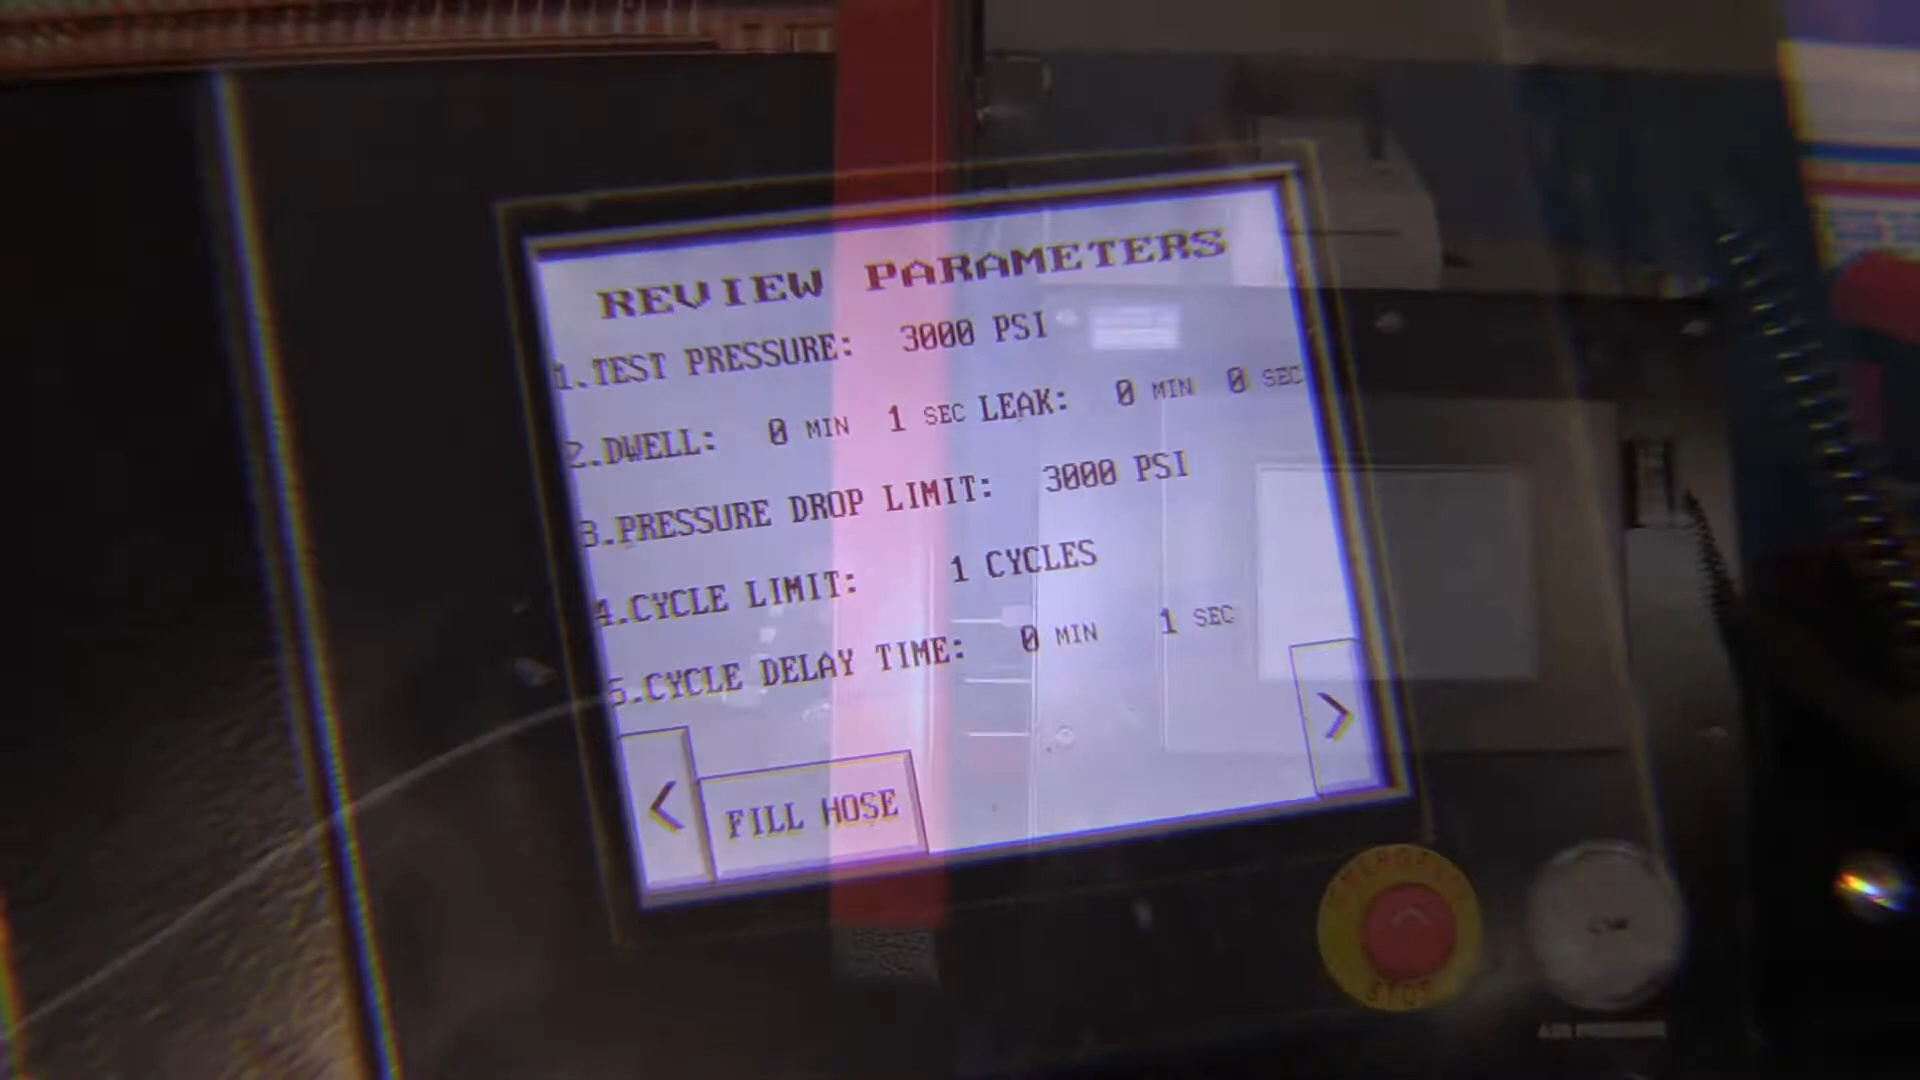 REVIEW PARAMETERS
1.TEST PRESSURE: 3000 PSI
2.DWELL: 0 MIN 1 SEC LEAK: 0 MIN 0 SEC
3.PRESSURE DROP LIMIT: 3000 PSI
4.CYCLE LIMIT: 1 CYCLES
5.CYCLE DELAY TIME: 0 MIN 1 SEC
< FILL HOSE >
EMERGENCY
STOP